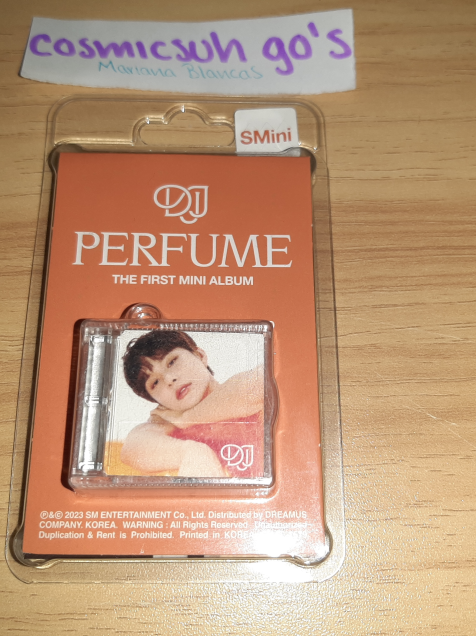 cosmicsuh go's
Mariana Blancas
SMini
DJJ
PERFUME
THE FIRST MINI ALBUM
DJJ
℗&© 2023 SM ENTERTAINMENT Co., Ltd. Distributed by DREAMUS
COMPANY. KOREA. WARNING : All Rights Reserved. Unauthorized
Duplication & Rent is Prohibited. Printed in KOREA